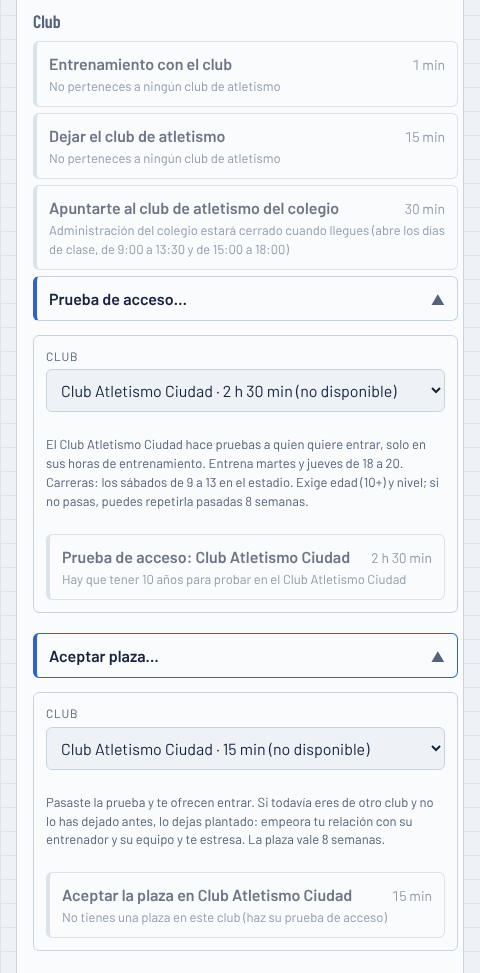 Club
Entrenamiento con el club 1 min
No perteneces a ningún club de atletismo
Dejar el club de atletismo 15 min
No perteneces a ningún club de atletismo
Apuntarte al club de atletismo del colegio 30 min
Administración del colegio estará cerrado cuando llegues (abre los días
de clase, de 9:00 a 13:30 y de 15:00 a 18:00)
Prueba de acceso... ▲
CLUB
Club Atletismo Ciudad · 2 h 30 min (no disponible)
El Club Atletismo Ciudad hace pruebas a quien quiere entrar, solo en
sus horas de entrenamiento. Entrena martes y jueves de 18 a 20.
Carreras: los sábados de 9 a 13 en el estadio. Exige edad (10+) y nivel; si
no pasas, puedes repetirla pasadas 8 semanas.
Prueba de acceso: Club Atletismo Ciudad 2 h 30 min
Hay que tener 10 años para probar en el Club Atletismo Ciudad
Aceptar plaza... ▲
CLUB
Club Atletismo Ciudad · 15 min (no disponible)
Pasaste la prueba y te ofrecen entrar. Si todavía eres de otro club y no
lo has dejado antes, lo dejas plantado: empeora tu relación con su
entrenador y su equipo y te estresa. La plaza vale 8 semanas.
Aceptar la plaza en Club Atletismo Ciudad 15 min
No tienes una plaza en este club (haz su prueba de acceso)